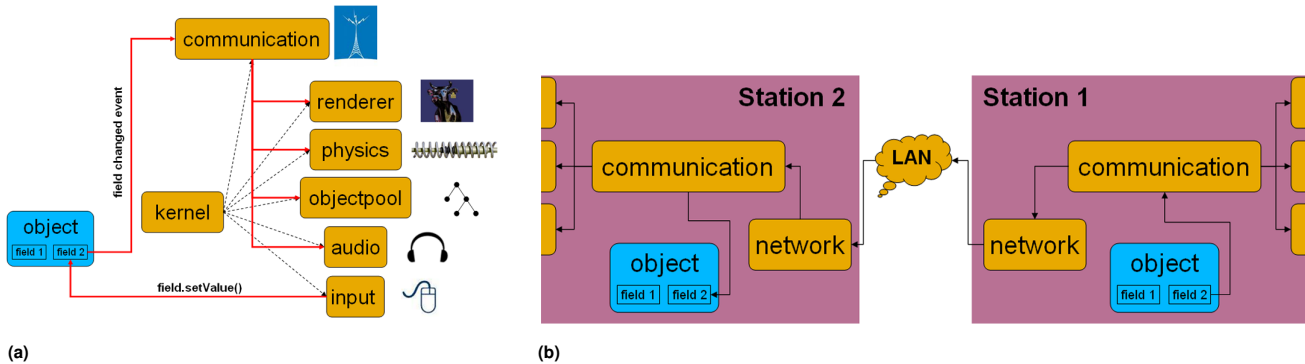 communication
renderer
physics
objectpool
kernel
audio
input
object
field 1
field 2
field changed event
field.setValue()
(a)
Station 2
communication
network
object
field 1
field 2
LAN
Station 1
communication
network
object
field 1
field 2
(b)